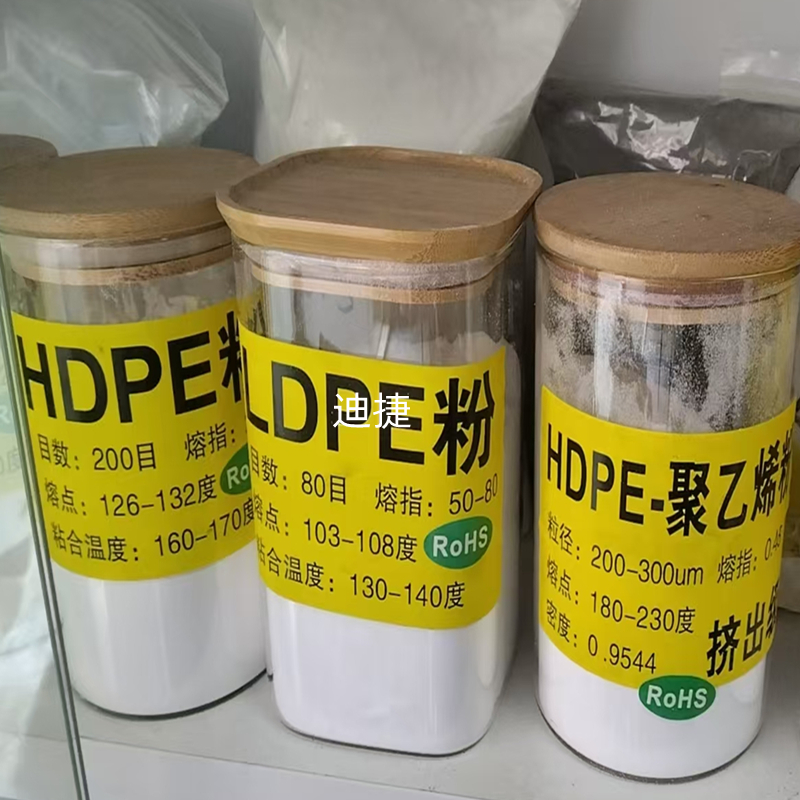 HDPE粉
目数：200目 熔指：
熔点：126-132度
粘合温度：160-170度
RoHS
LDPE粉
迪捷
目数：80目 熔指：50-80
熔点：103-108度
粘合温度：130-140度
RoHS
HDPE-聚乙烯
粒径：200-300um 熔指：0.48
熔点：180-230度
密度：0.9544
挤出
RoHS